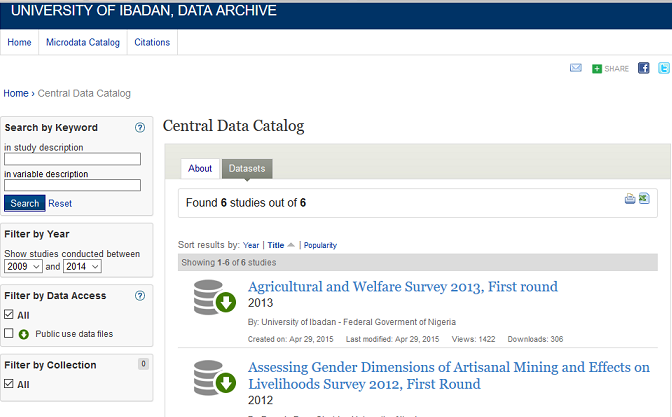 UNIVERSITY OF IBADAN, DATA ARCHIVE
Home Microdata Catalog Citations
SHARE
Home › Central Data Catalog
Search by Keyword
in study description
in variable description
Search Reset
Filter by Year
Show studies conducted between
2009 and 2014
Filter by Data Access
All
Public use data files
Filter by Collection 0
All
Central Data Catalog
About Datasets
Found 6 studies out of 6
Sort results by: Year | Title | Popularity
Showing 1-6 of 6 studies
Agricultural and Welfare Survey 2013, First round
2013
By: University of Ibadan - Federal Goverment of Nigeria
Created on: Apr 29, 2015 Last modified: Apr 29, 2015 Views: 1422 Downloads: 306
Assessing Gender Dimensions of Artisanal Mining and Effects on
Livelihoods Survey 2012, First Round
2012